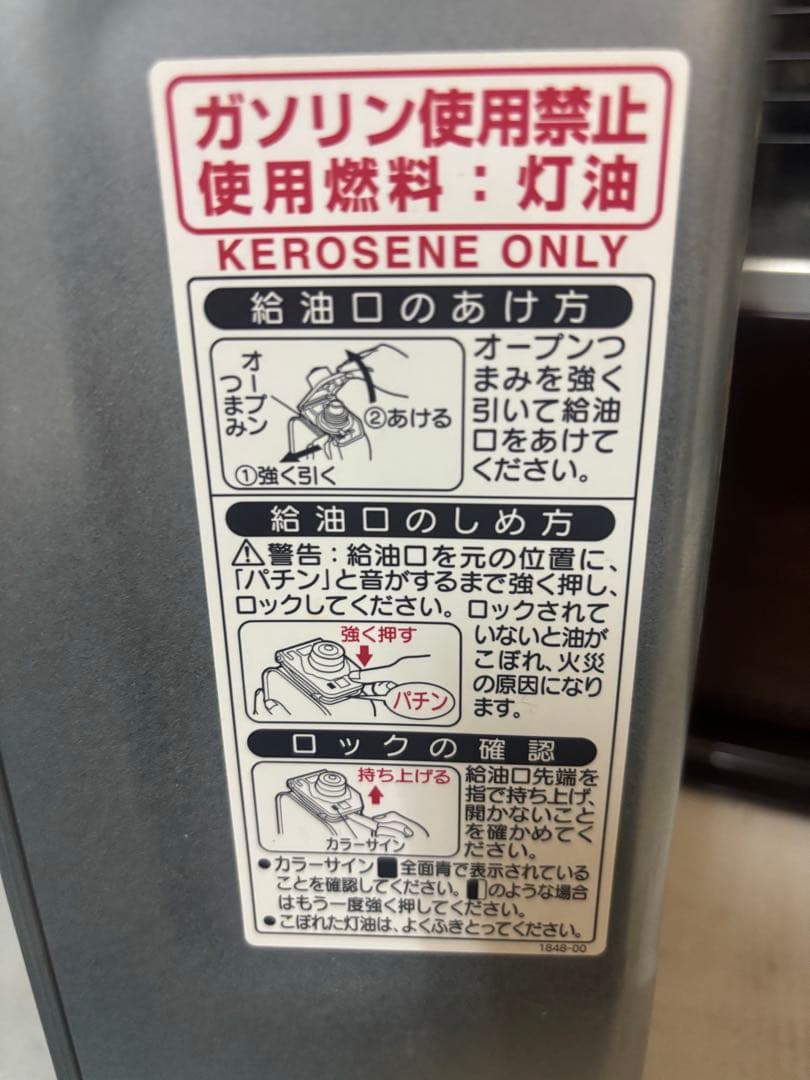 ガソリン使用禁止
使用燃料：灯油
KEROSENE ONLY
給油口のあけ方
オープン
つまみ
②あける
①強く引く
オープンつ
まみを強く
引いて給油
口をあけて
ください。
給油口のしめ方
⚠警告：給油口を元の位置に、
「パチン」と音がするまで強く押し、
ロックしてください。ロックされて
いないと油が
こぼれ、火災
の原因になり
ます。
強く押す
パチン
ロックの確認
持ち上げる
カラーサイン
給油口先端を
指で持ち上げ、
開かないこと
を確かめてく
ださい。
●カラーサイン■全面青で表示されている
ことを確認してください。◧のような場合
はもう一度強く押してください。
●こぼれた灯油は、よくふきとってください。
1848-00